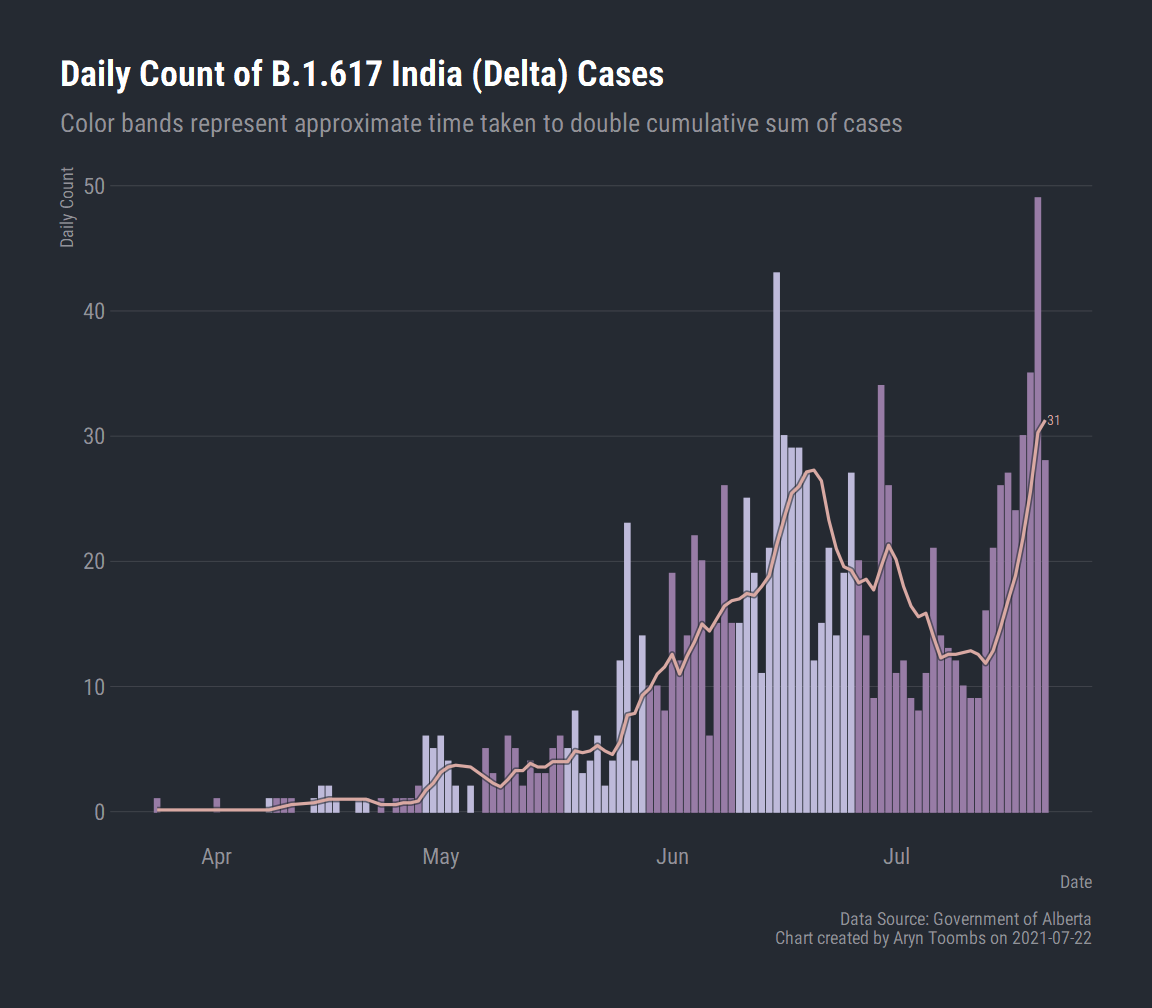 Daily Count of B.1.617 India (Delta) Cases
Color bands represent approximate time taken to double cumulative sum of cases
Daily Count
50
40
30
20
10
0
31
Apr
May
Jun
Jul
Date
Data Source: Government of Alberta
Chart created by Aryn Toombs on 2021-07-22